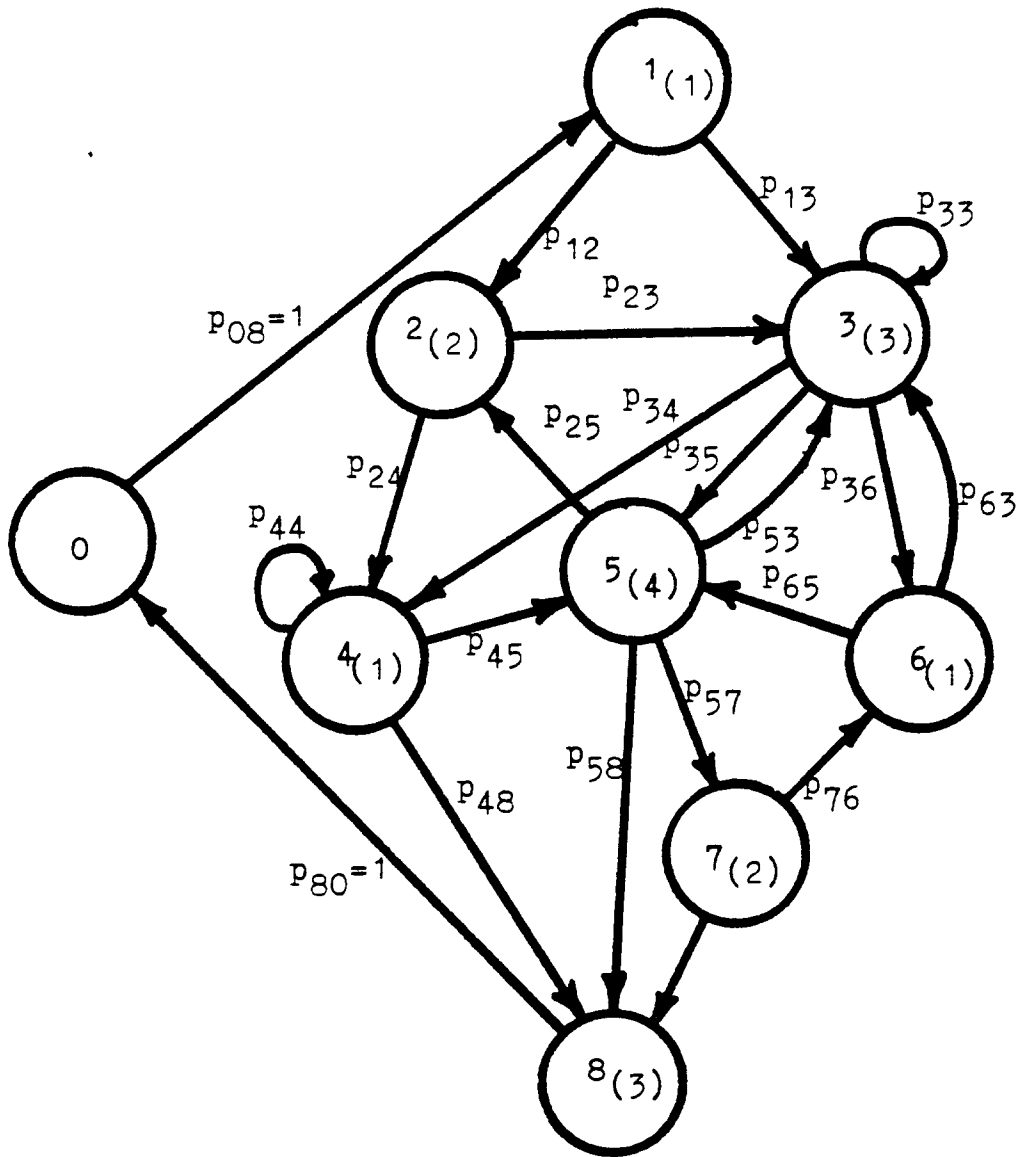 1(1)
p13
p33
p12
p23
p08=1
2(2)
3(3)
p25
p34
p35
p24
p36
p63
p44
p53
0
5(4)
p65
4(1)
p45
6(1)
p57
p58
p48
p76
p80=1
7(2)
8(3)